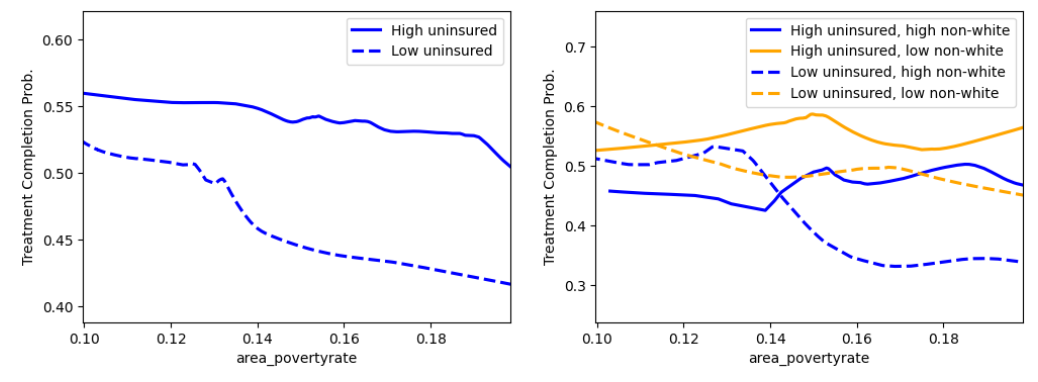 Treatment Completion Prob.
0.60
0.55
0.50
0.45
0.40
High uninsured
Low uninsured
0.10 0.12 0.14 0.16 0.18
area_povertyrate
Treatment Completion Prob.
0.7
0.6
0.5
0.4
0.3
High uninsured, high non-white
High uninsured, low non-white
Low uninsured, high non-white
Low uninsured, low non-white
0.10 0.12 0.14 0.16 0.18
area_povertyrate